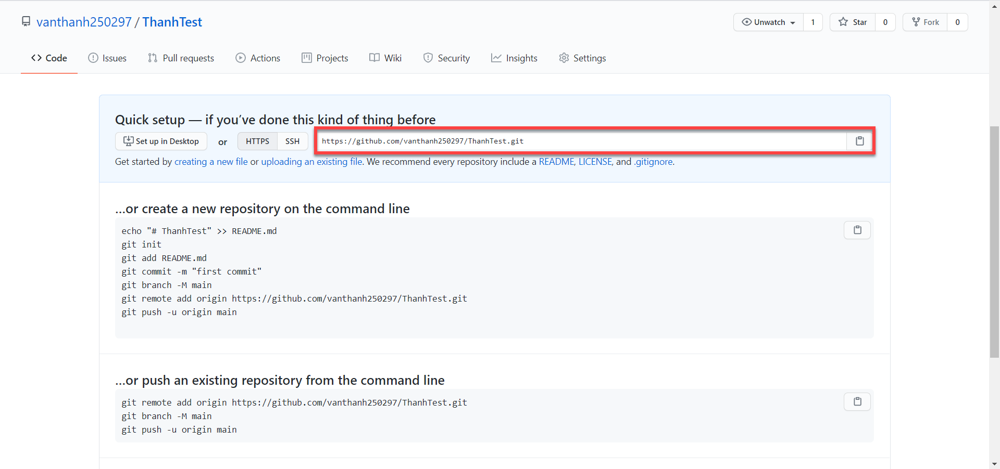 vanthanh250297 / ThanhTest
Unwatch 1 Star 0 Fork 0
Code Issues Pull requests Actions Projects Wiki Security Insights Settings
Quick setup — if you’ve done this kind of thing before
Set up in Desktop or HTTPS SSH https://github.com/vanthanh250297/ThanhTest.git
Get started by creating a new file or uploading an existing file. We recommend every repository include a README, LICENSE, and .gitignore.
…or create a new repository on the command line
echo "# ThanhTest" >> README.md
git init
git add README.md
git commit -m "first commit"
git branch -M main
git remote add origin https://github.com/vanthanh250297/ThanhTest.git
git push -u origin main
…or push an existing repository from the command line
git remote add origin https://github.com/vanthanh250297/ThanhTest.git
git branch -M main
git push -u origin main